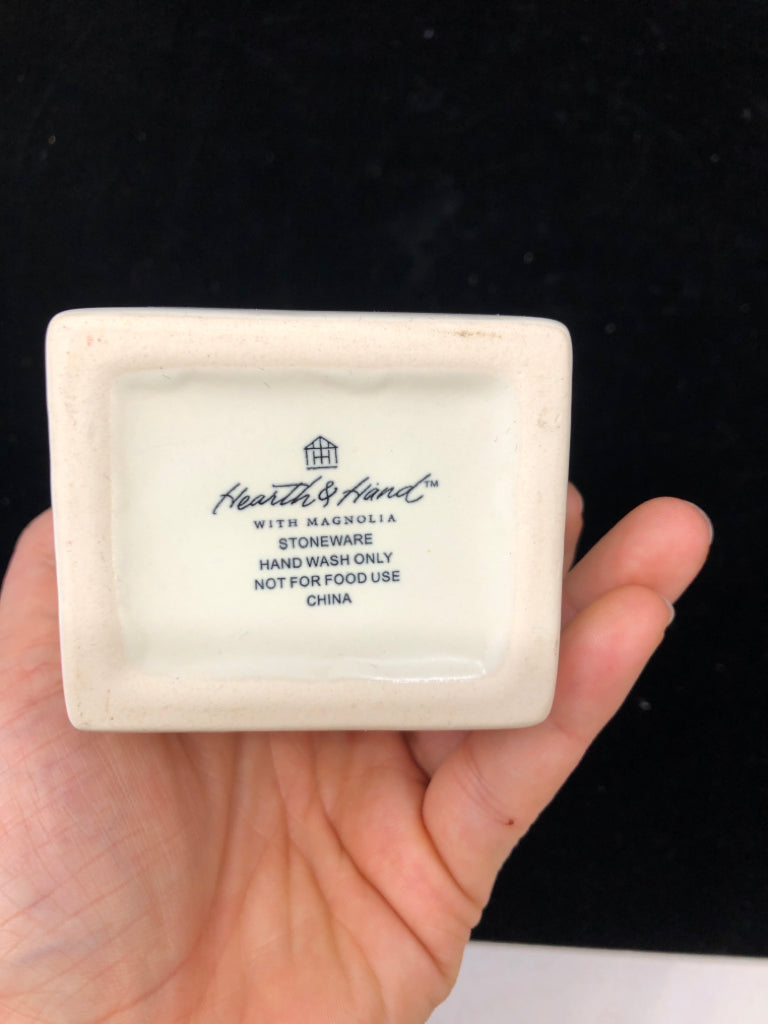 Hearth & Hand™
WITH MAGNOLIA
STONEWARE
HAND WASH ONLY
NOT FOR FOOD USE
CHINA